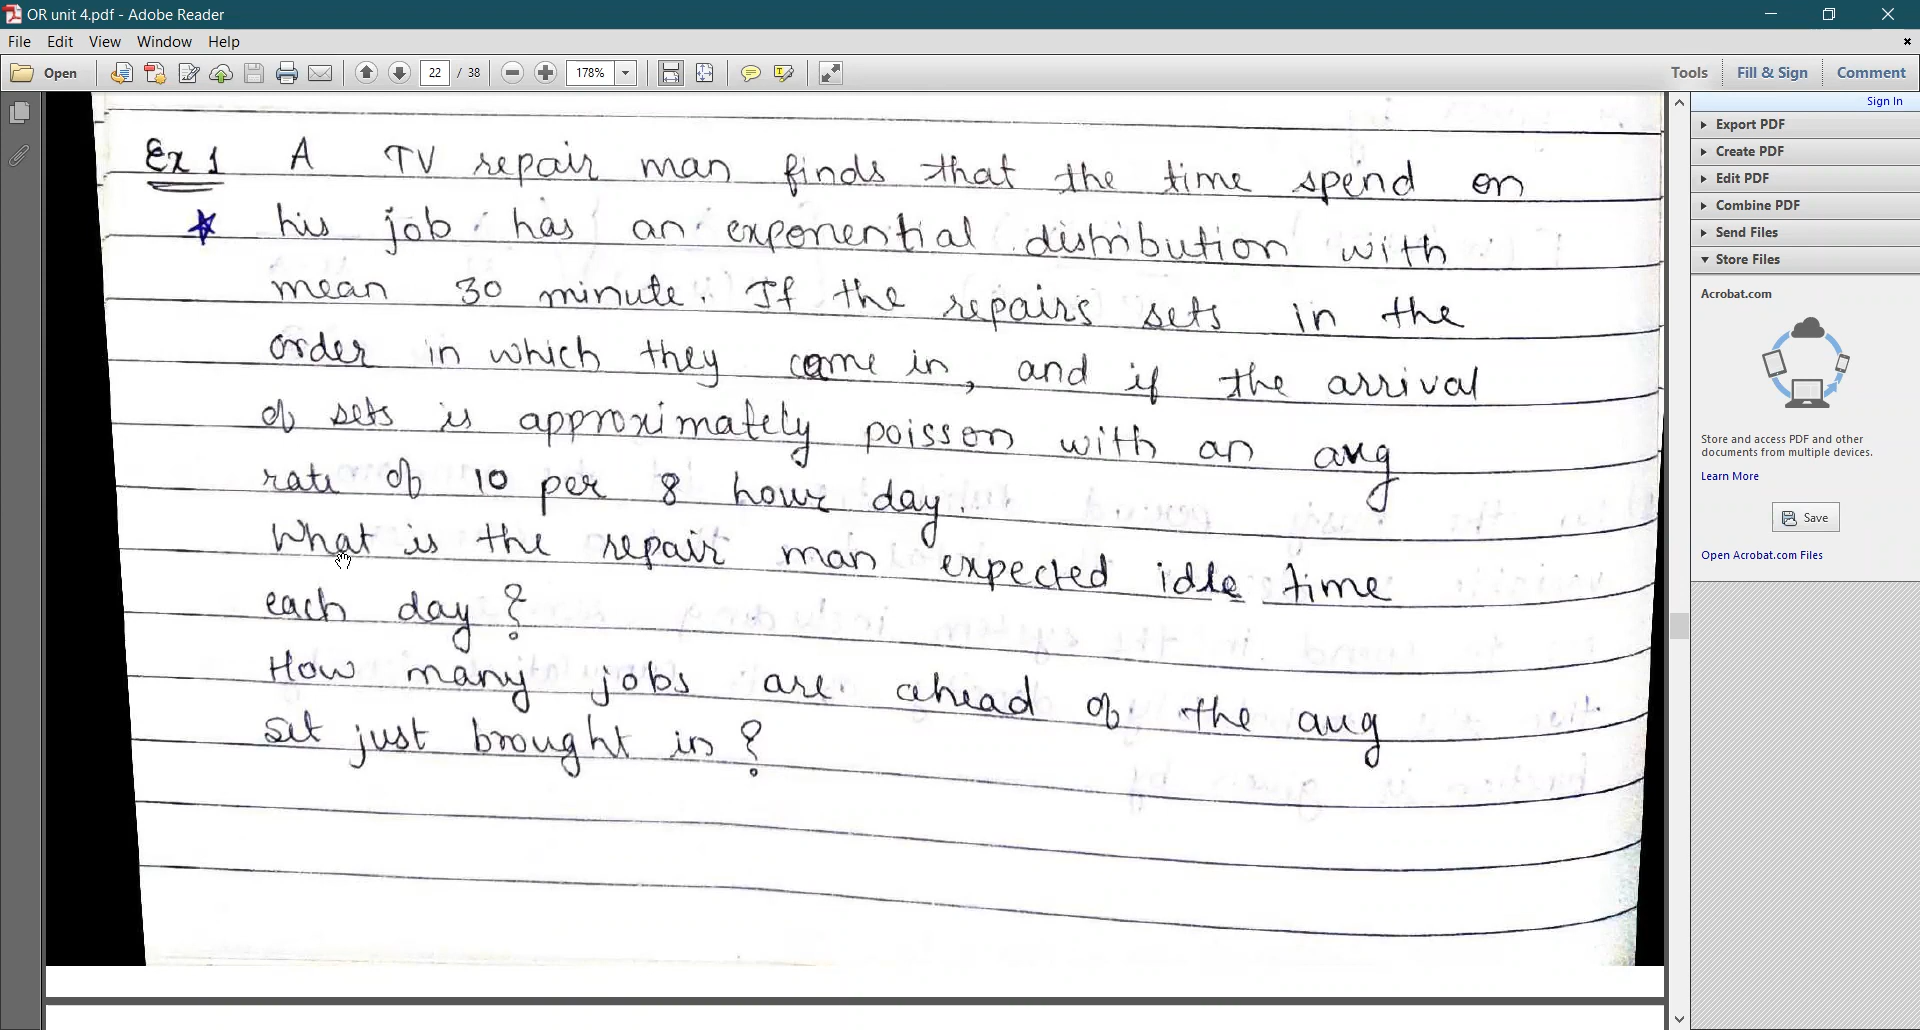 OR unit 4.pdf - Adobe Reader
File Edit View Window Help
Open 22 / 38 178% Tools Fill & Sign Comment
Sign In
Export PDF
Create PDF
Edit PDF
Combine PDF
Send Files
Store Files
Acrobat.com
Store and access PDF and other
documents from multiple devices.
Learn More
Save
Open Acrobat.com Files
Ex 1 A TV repair man finds that the time spend on
his job has an exponential distribution with
mean 30 minute. If the repairs sets in the
order in which they come in, and if the arrival
of sets is approximately poisson with an avg
rate of 10 per 8 hour day.
What is the repair man expected idle time
each day?
How many jobs are ahead of the avg
set just brought in?